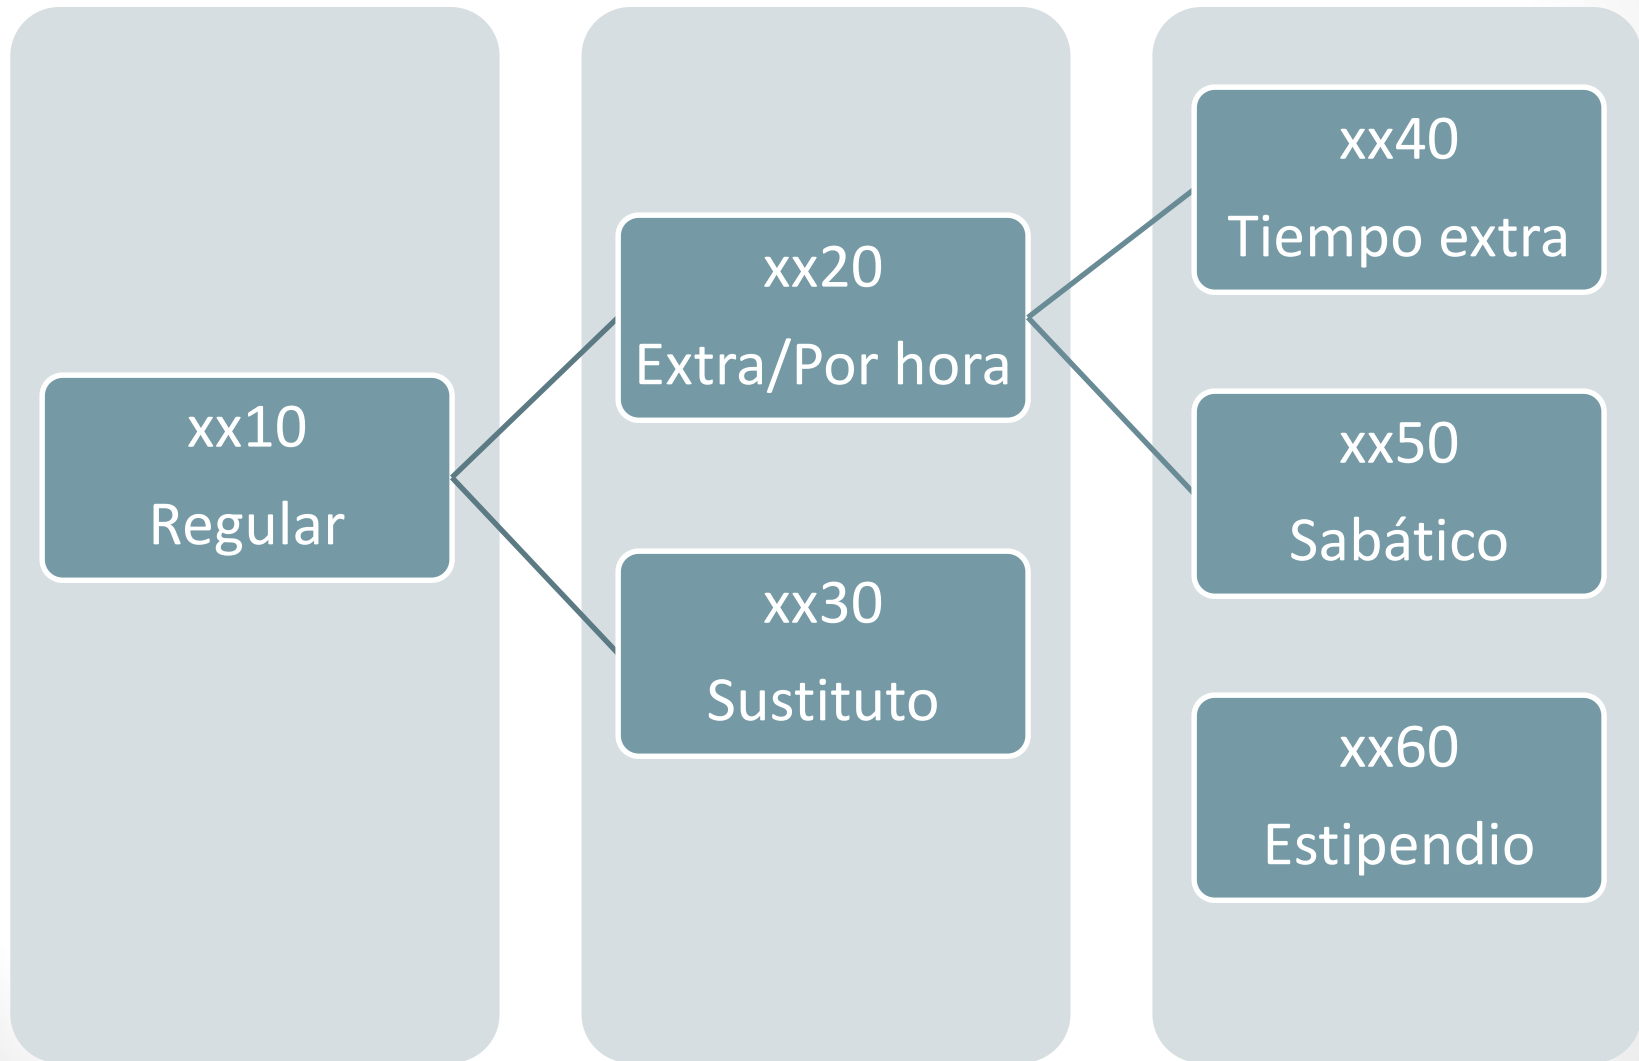 xx10
Regular
xx20
Extra/Por hora
xx30
Sustituto
xx40
Tiempo extra
xx50
Sabático
xx60
Estipendio